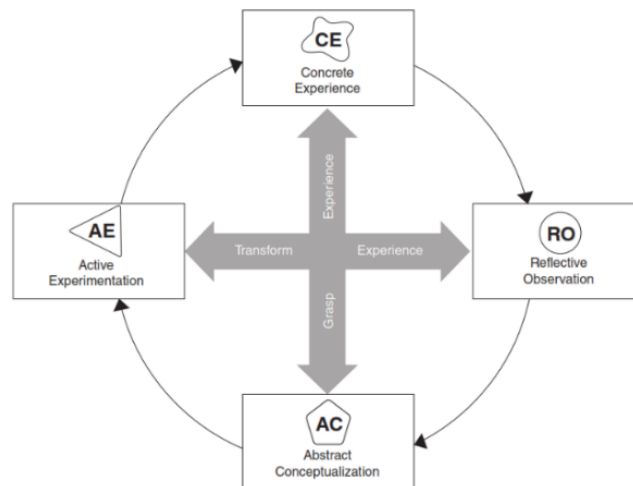 CE
Concrete
Experience
Experience
AE
Active
Experimentation
Transform
Experience
RO
Reflective
Observation
Grasp
AC
Abstract
Conceptualization